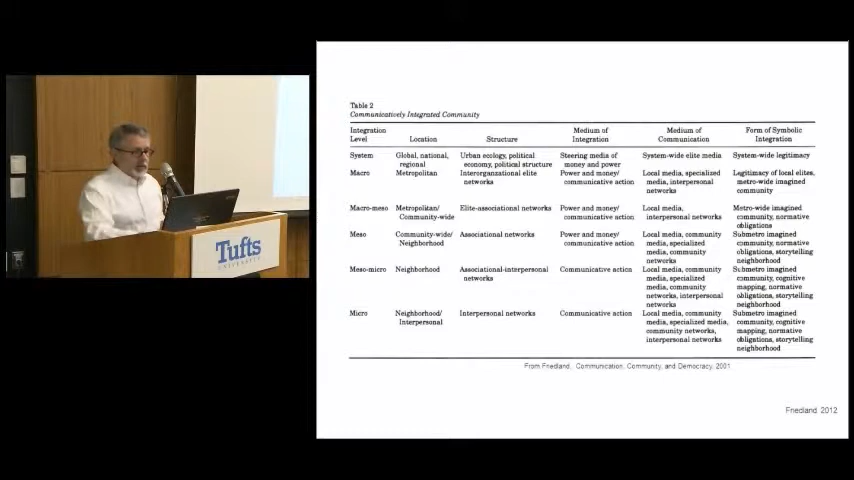 Tufts
UNIVERSITY
Table 2
Communicatively Integrated Community
Integration Level Location Structure Medium of Integration Medium of Communication Form of Symbolic Integration
System Global, national, regional Urban ecology, political economy, political structure Steering media of money and power System-wide elite media System-wide legitimacy
Macro Metropolitan Interorganzational elite networks Power and money/ communicative action Local media, specialized media, interpersonal networks Legitimacy of local elites, metro-wide imagined community
Macro-meso Metropolitan/ Community-wide Elite-associational networks Power and money/ communicative action Local media, interpersonal networks Metro-wide imagined community, normative obligations
Meso Community-wide/ Neighborhood Associational networks Power and money/ communicative action Local media, community media, specialized media, community networks Submetro imagined community, normative obligations, storytelling neighborhood
Meso-micro Neighborhood Associational-interpersonal networks Communicative action Local media, community media, specialized media, community networks, interpersonal networks Submetro imagined community, cognitive mapping, normative obligations, storytelling neighborhood
Micro Neighborhood/ Interpersonal Interpersonal networks Communicative action Local media, community media, specialized media, community networks, interpersonal networks Submetro imagined community, cognitive mapping, normative obligations, storytelling neighborhood
From Friedland, Communication, Community, and Democracy, 2001
Friedland 2012